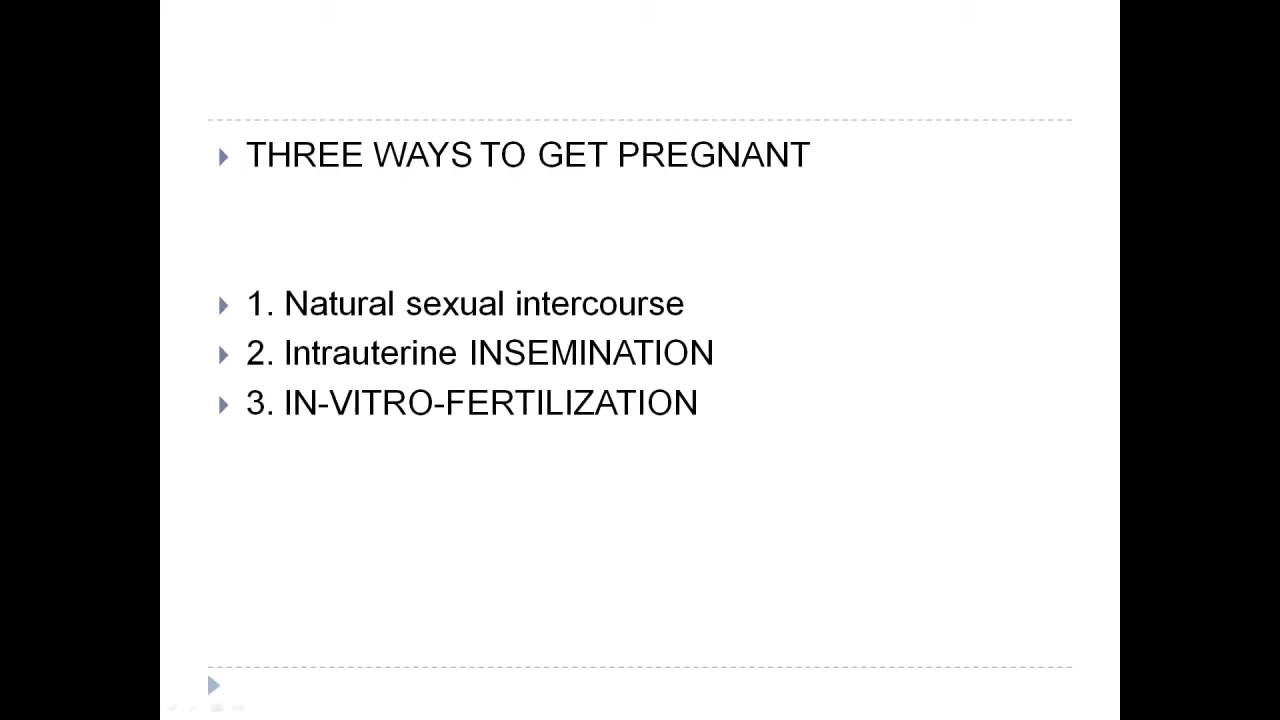 THREE WAYS TO GET PREGNANT
1. Natural sexual intercourse
2. Intrauterine INSEMINATION
3. IN-VITRO-FERTILIZATION